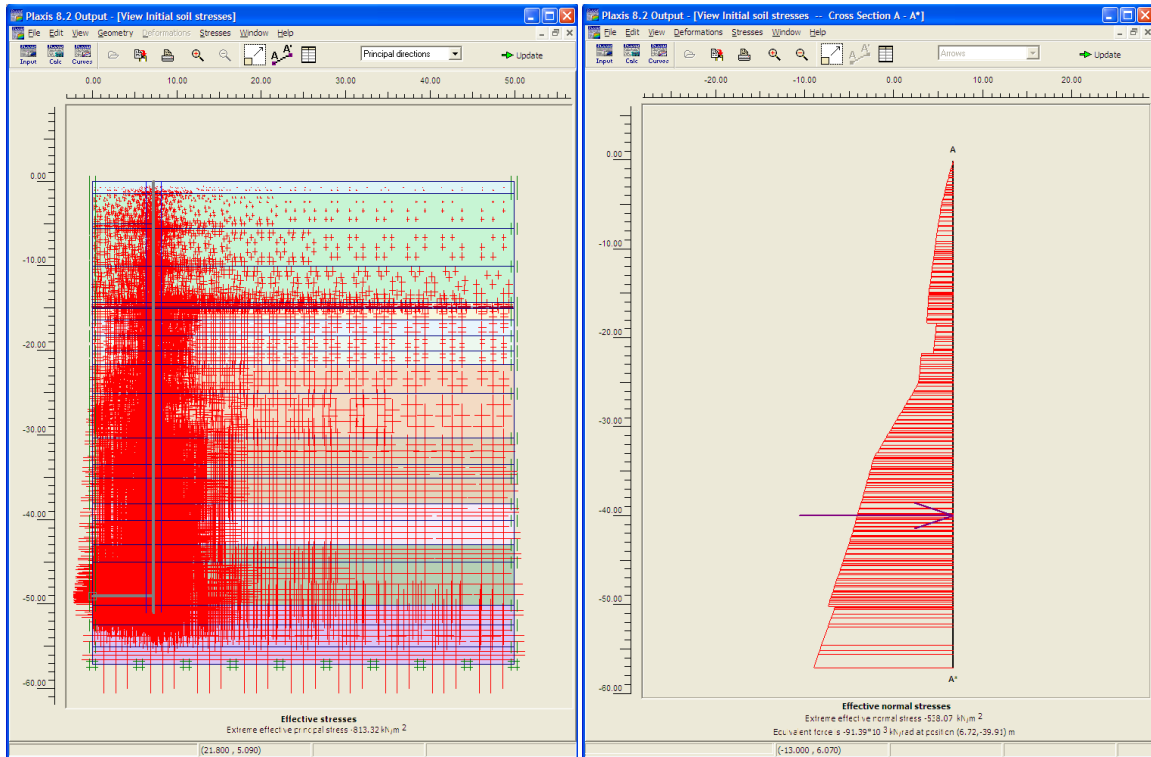 Plaxis 8.2 Output - [View Initial soil stresses]
File Edit View Geometry Deformations Stresses Window Help
Input Calc Curves Principal directions Update
0.00 10.00 20.00 30.00 40.00 50.00
0.00
-10.00
-20.00
-30.00
-40.00
-50.00
-60.00
Effective stresses
Extreme effective principal stress -813.32 kN/m²
(21.800 , 5.090)
Plaxis 8.2 Output - [View Initial soil stresses -- Cross Section A - A*]
File Edit View Deformations Stresses Window Help
Input Calc Curves Arrows Update
-20.00 -10.00 0.00 10.00 20.00
0.00
-10.00
-20.00
-30.00
-40.00
-50.00
-60.00
A
A*
Effective normal stresses
Extreme effective normal stress -538.07 kN/m²
Equivalent force is -91.39*10³ kN/rad at position (6.72,-39.91) m
(-13.000 , 6.070)